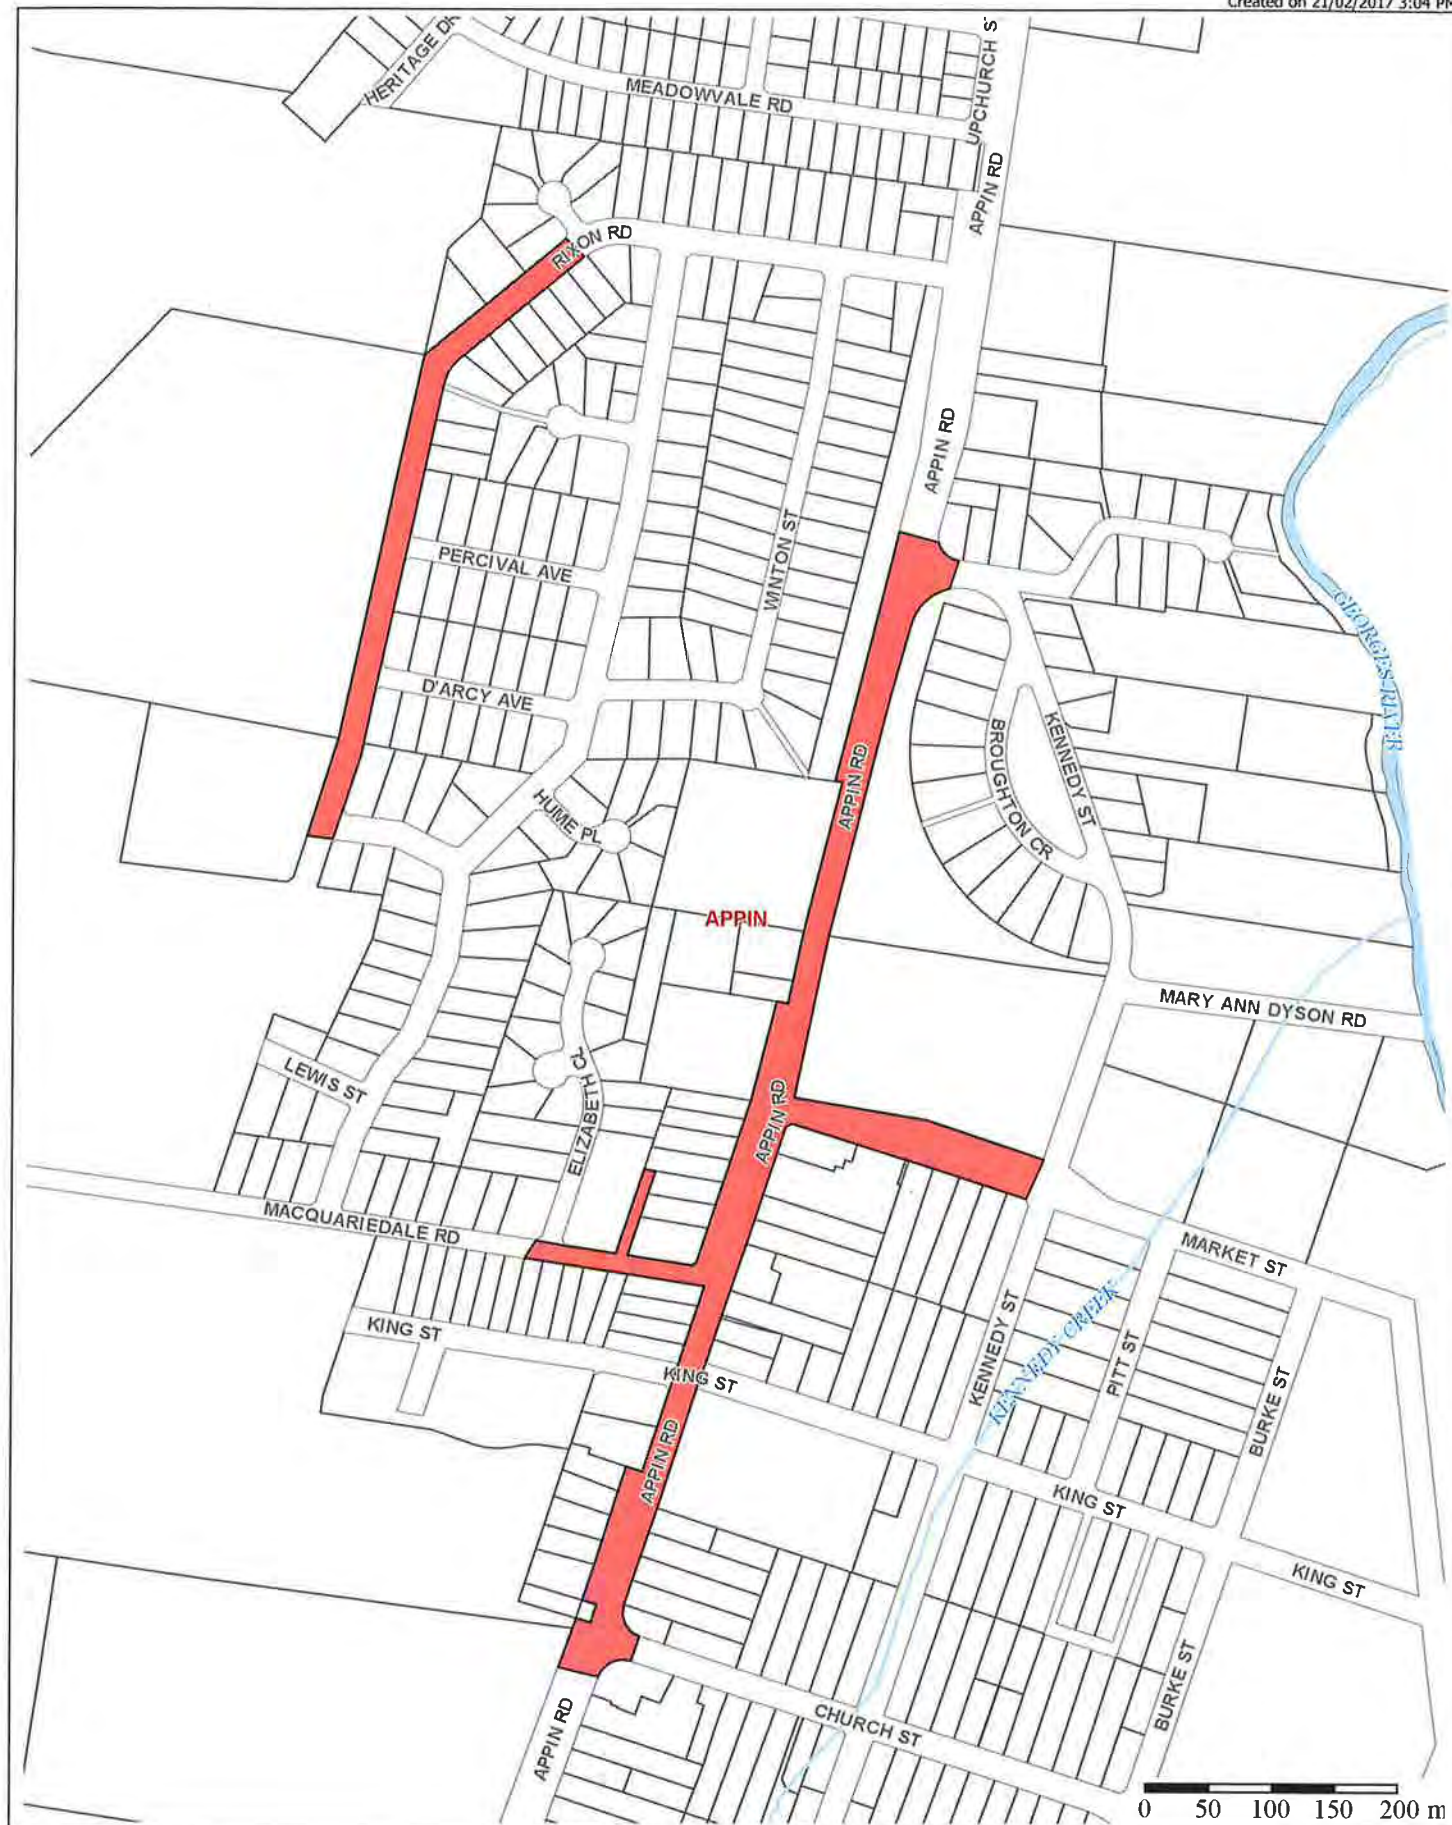 Created on 21/02/2017 3:04 PM
HERITAGE DR
MEADOWVALE RD
UPCHURCH ST
APPIN RD
RIXON RD
APPIN RD
WINTON ST
PERCIVAL AVE
D'ARCY AVE
GEORGES RIVER
BROUGHTON CR
KENNEDY ST
APPIN RD
HUME PL
APPIN
MARY ANN DYSON RD
LEWIS ST
ELIZABETH CL
APPIN RD
MACQUARIEDALE RD
MARKET ST
KING ST
KING ST
KENNEDY ST
KENNEDY CREEK
PITT ST
BURKE ST
APPIN RD
KING ST
KING ST
BURKE ST
CHURCH ST
APPIN RD
0 50 100 150 200 m